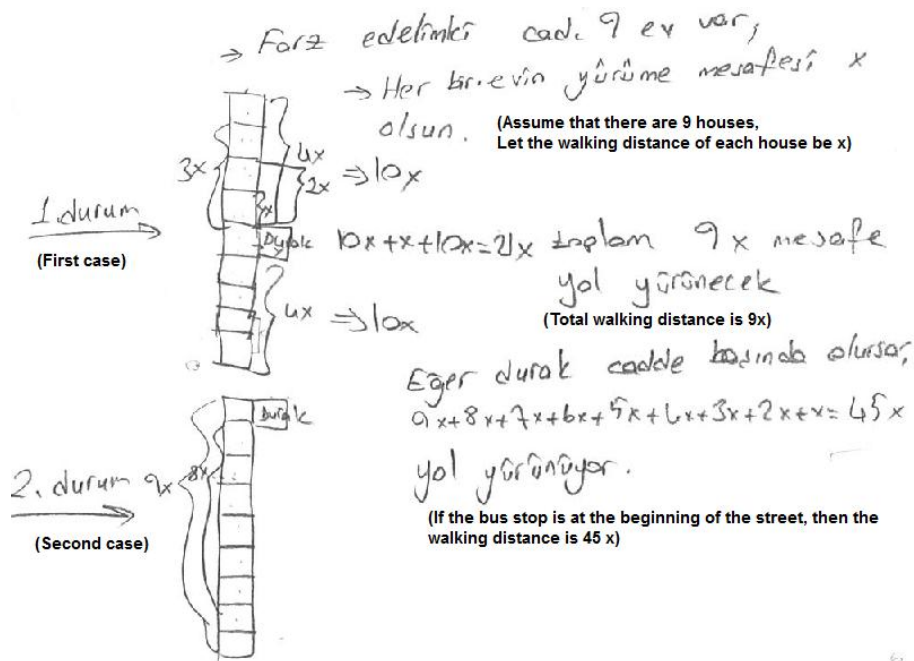 ⇒ Farz edelimki cad. 9 ev var,
⇒ Her bir evin yürüme mesafesi x
olsun.
(Assume that there are 9 houses,
Let the walking distance of each house be x)
3x
4x
2x
⇒10x
x
1. durum
(First case)
Durak
10x+x+10x=21x toplam 9x mesafe
yol yürünecek
(Total walking distance is 9x)
4x ⇒10x
Eğer durak cadde başında olursa,
9x+8x+7x+6x+5x+4x+3x+2x+x=45x
yol yürünüyor.
(If the bus stop is at the beginning of the street, then the
walking distance is 45 x)
Durak
2. durum
9x
8x
(Second case)